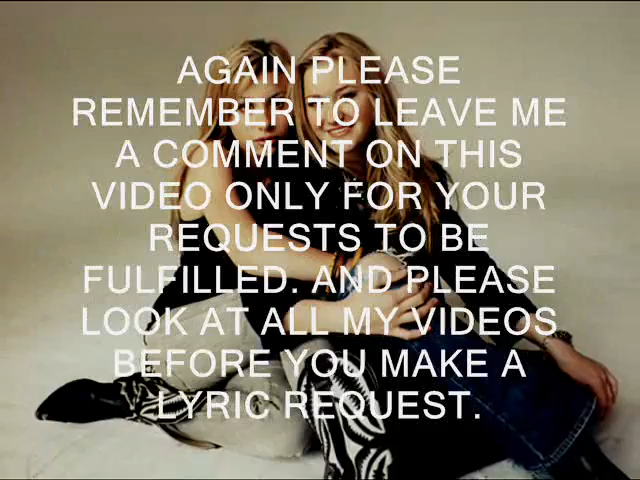 AGAIN PLEASE
REMEMBER TO LEAVE ME
A COMMENT ON THIS
VIDEO ONLY FOR YOUR
REQUESTS TO BE
FULFILLED. AND PLEASE
LOOK AT ALL MY VIDEOS
BEFORE YOU MAKE A
LYRIC REQUEST.